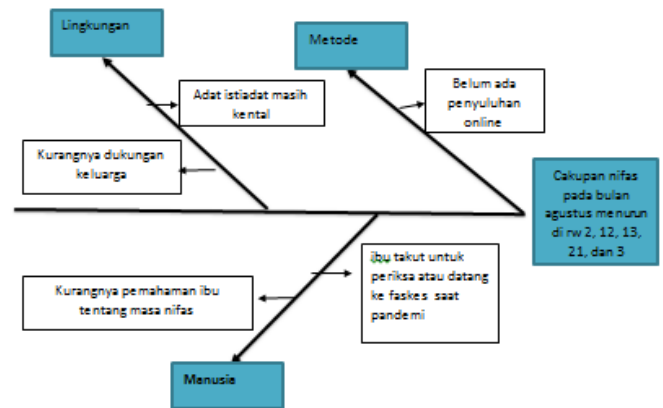 Lingkungan
Metode
Adat istiadat masih
kental
Belum ada
penyuluhan
online
Kurangnya dukungan
keluarga
Cakupan nifas
pada bulan
agustus menurun
di rw 2, 12, 13,
21, dan 3
Kurangnya pemahaman ibu
tentang masa nifas
ibu takut untuk
periksa atau datang
ke faskes saat
pandemi
Manusia